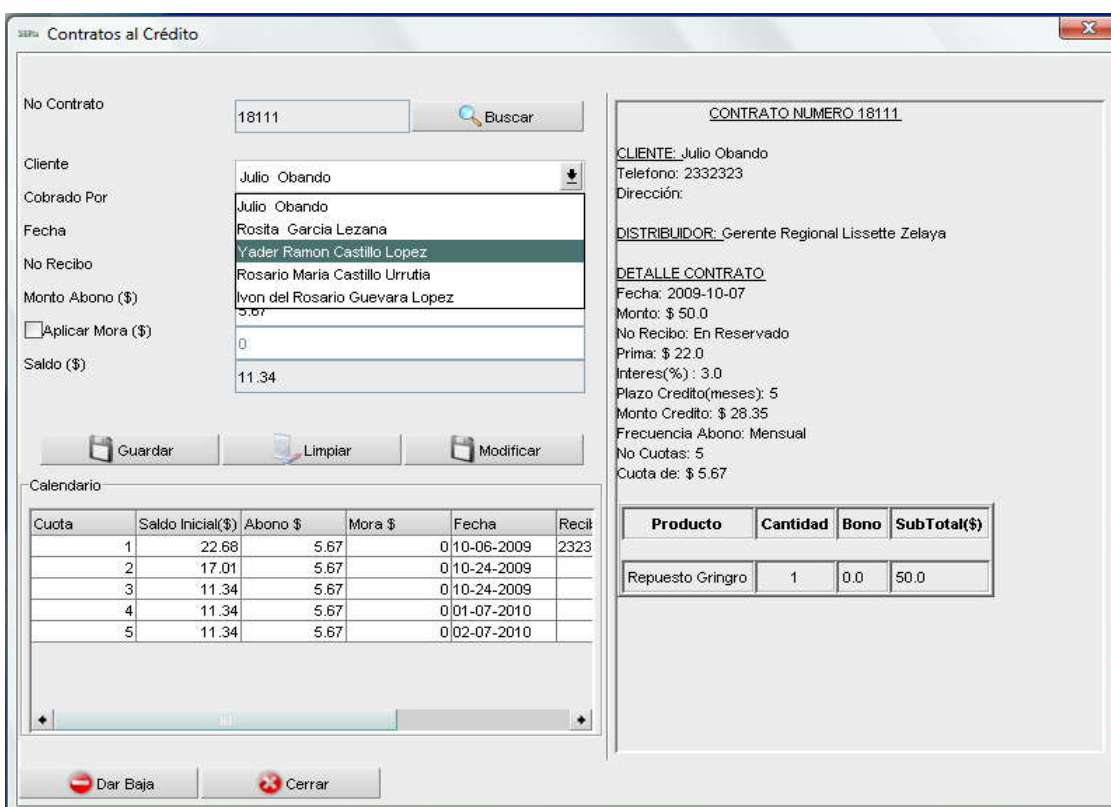 Contratos al Crédito
No Contrato
18111
Buscar
Cliente
Julio Obando
Cobrado Por
Julio Obando
Fecha
Rosita Garcia Lezana
Yader Ramon Castillo Lopez
No Recibo
Rosario Maria Castillo Urrutia
Monto Abono ($)
Ivon del Rosario Guevara Lopez
5.67
Aplicar Mora ($)
0
Saldo ($)
11.34
Guardar
Limpiar
Modificar
Calendario
Cuota Saldo Inicial($) Abono $ Mora $ Fecha Recib
1 22.68 5.67 0 10-06-2009 2323
2 17.01 5.67 0 10-24-2009
3 11.34 5.67 0 10-24-2009
4 11.34 5.67 0 01-07-2010
5 11.34 5.67 0 02-07-2010
Dar Baja
Cerrar
CONTRATO NUMERO 18111
CLIENTE: Julio Obando
Telefono: 2332323
Dirección:
DISTRIBUIDOR: Gerente Regional Lissette Zelaya
DETALLE CONTRATO
Fecha: 2009-10-07
Monto: $ 50.0
No Recibo: En Reservado
Prima: $ 22.0
Interes(%) : 3.0
Plazo Credito(meses): 5
Monto Credito: $ 28.35
Frecuencia Abono: Mensual
No Cuotas: 5
Cuota de: $ 5.67
Producto Cantidad Bono SubTotal($)
Repuesto Gringro 1 0.0 50.0